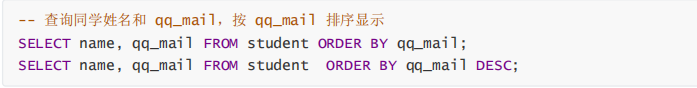 -- 查询同学姓名和 qq_mail，按 qq_mail 排序显示
SELECT name, qq_mail FROM student ORDER BY qq_mail;
SELECT name, qq_mail FROM student  ORDER BY qq_mail DESC;